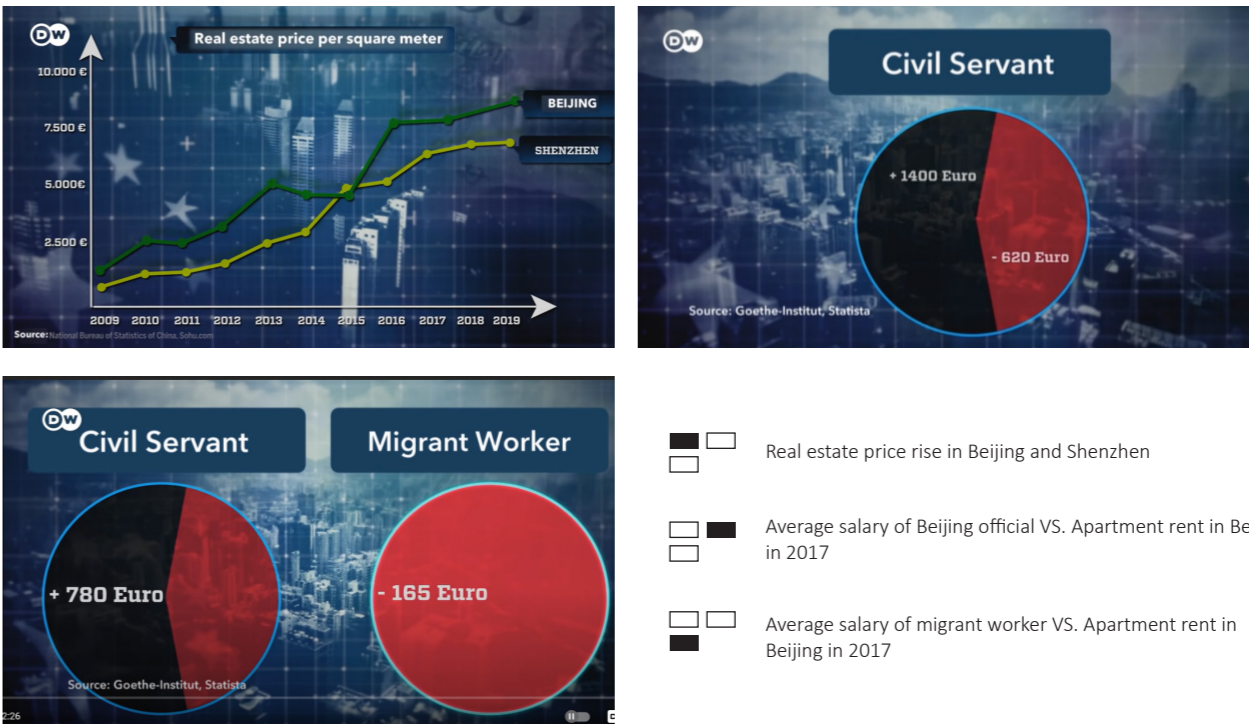 DW
Real estate price per square meter
10.000 €
7.500 €
5.000€
2.500 €
BEIJING
SHENZHEN
2009 2010 2011 2012 2013 2014 2015 2016 2017 2018 2019
Source: National Bureau of Statistics of China, Sohu.com
DW
Civil Servant
+ 1400 Euro
- 620 Euro
Source: Goethe-Institut, Statista
DW
Civil Servant
Migrant Worker
+ 780 Euro
- 165 Euro
Source: Goethe-Institut, Statista
2:26
Real estate price rise in Beijing and Shenzhen
Average salary of Beijing official VS. Apartment rent in Be
in 2017
Average salary of migrant worker VS. Apartment rent in
Beijing in 2017